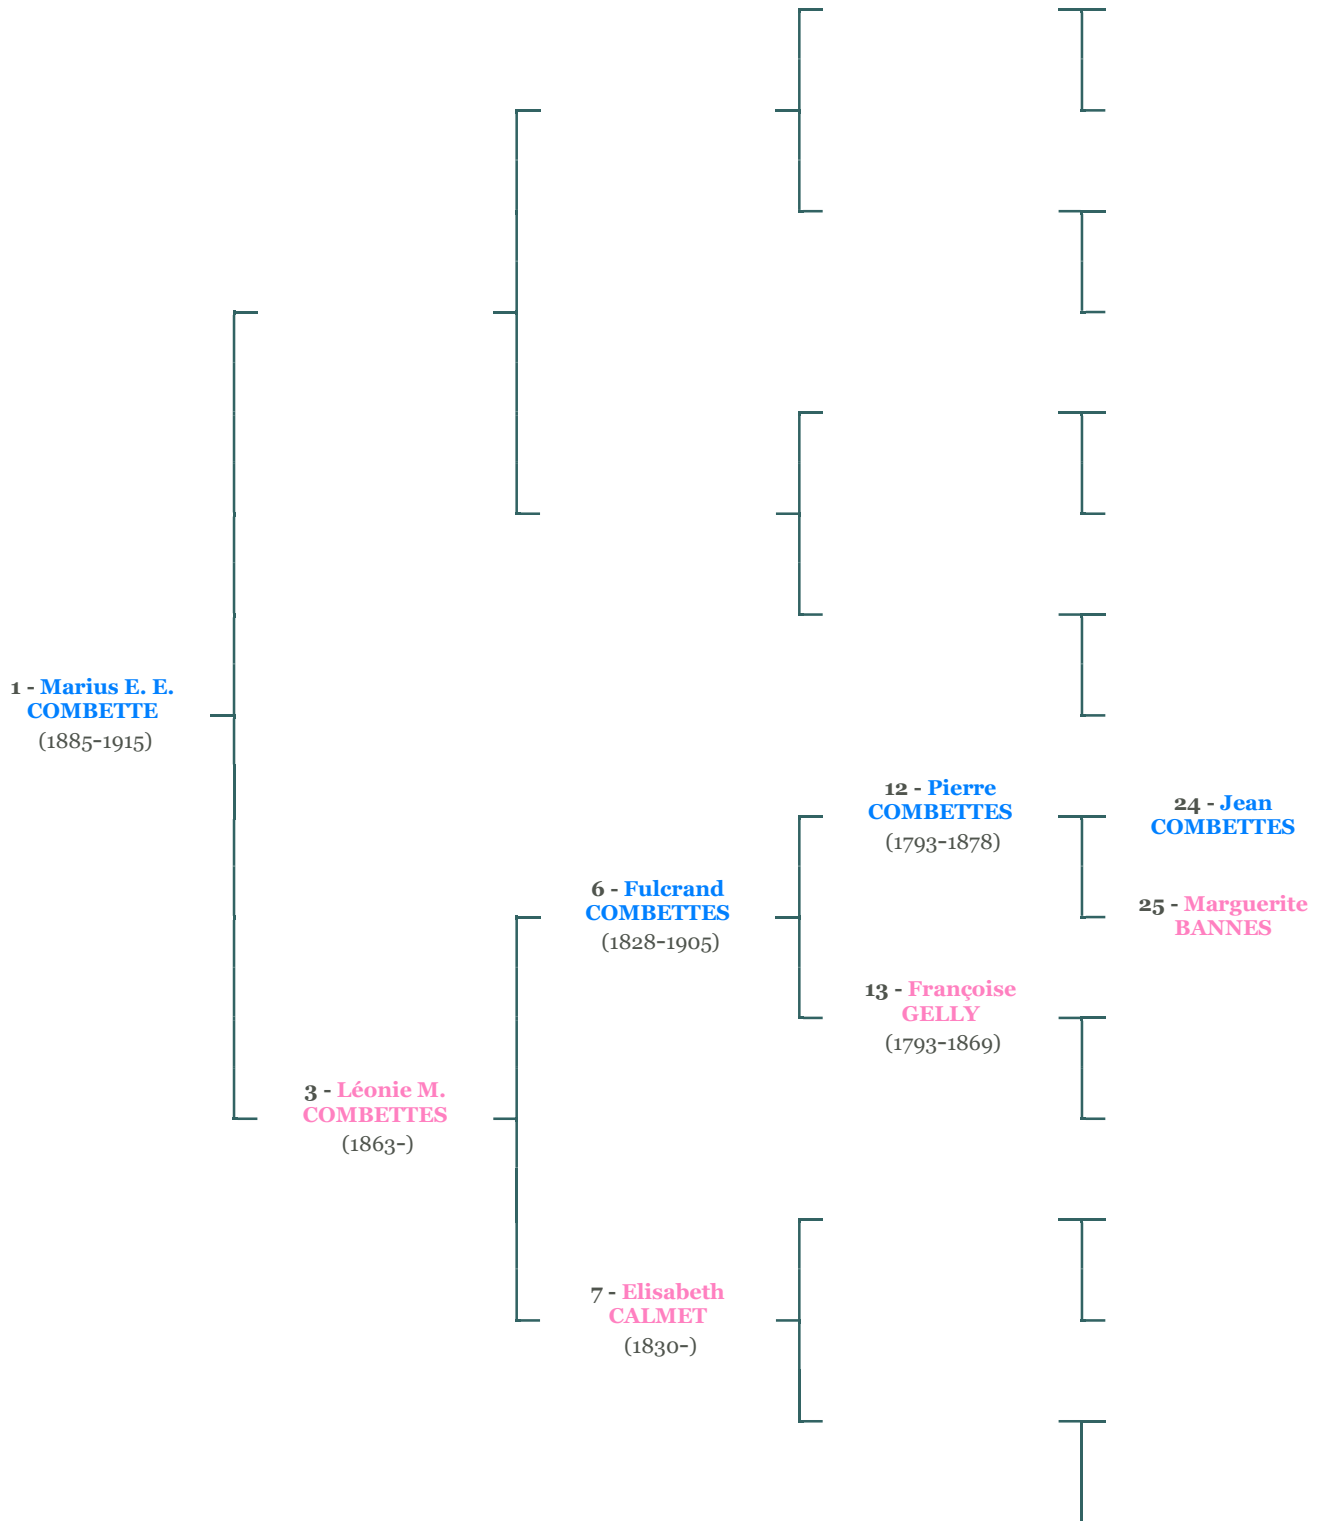 1 - Marius E. E.
COMBETTE
(1885-1915)
12 - Pierre
COMBETTES
(1793-1878)
24 - Jean
COMBETTES
6 - Fulcrand
COMBETTES
(1828-1905)
25 - Marguerite
BANNES
13 - Françoise
GELLY
(1793-1869)
3 - Léonie M.
COMBETTES
(1863-)
7 - Elisabeth
CALMET
(1830-)